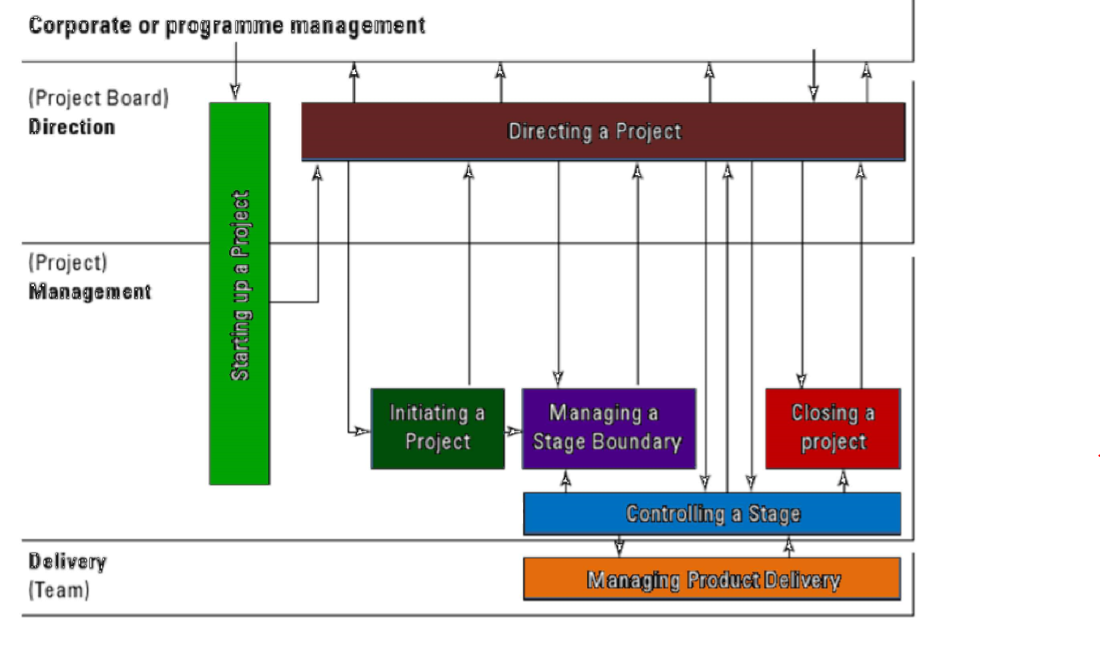 Corporate or programme management
(Project Board)
Direction
Directing a Project
Starting up a Project
(Project)
Management
Initiating a
Project
Managing a
Stage Boundary
Closing a
project
Controlling a Stage
Delivery
(Team)
Managing Product Delivery